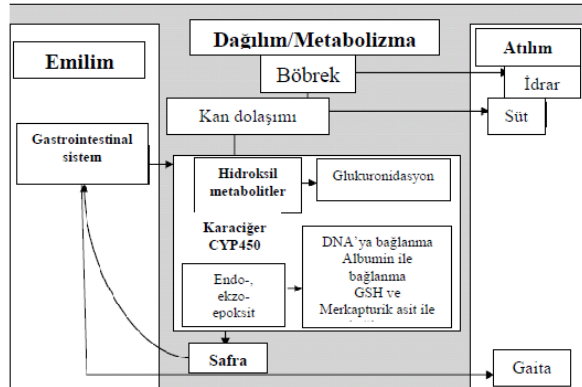 Emilim
Dağılım/Metabolizma
Atılım
Böbrek
İdrar
Kan dolaşımı
Süt
Gastrointestinal
sistem
Hidroksil
metabolitler
Glukuronidasyon
Karaciğer
CYP450
Endo-,
ekzo-
epoksit
DNA'ya bağlanma
Albumin ile
bağlanma
GSH ve
Merkapturik asit ile
Safra
Gaita